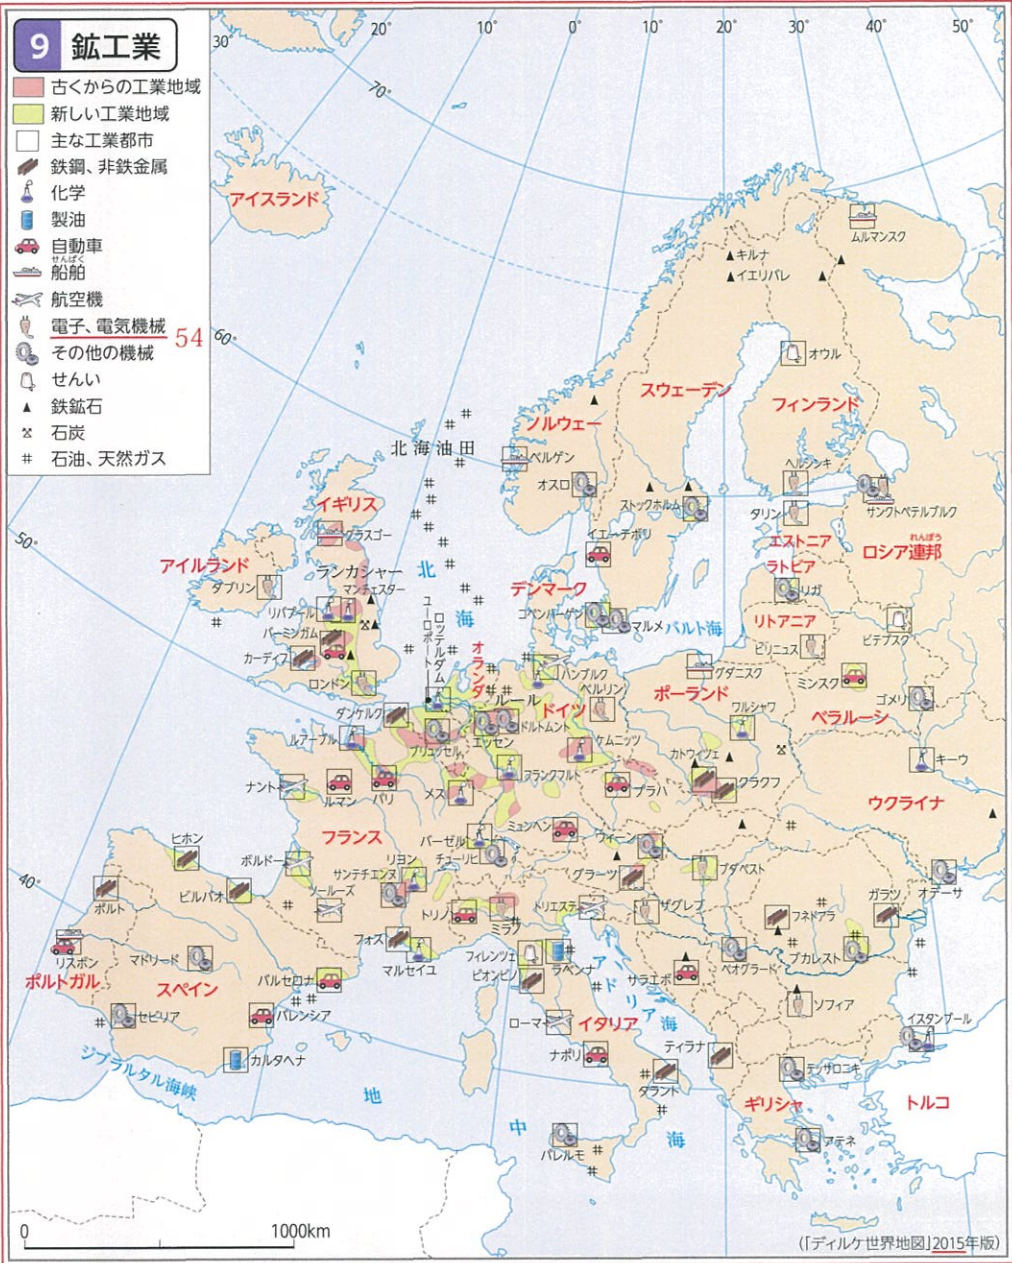 9 鉱工業
古くからの工業地域
新しい工業地域
主な工業都市
鉄鋼、非鉄金属
化学
製油
自動車
せんぱく
船舶
航空機
電子、電気機械 54
その他の機械
せんい
鉄鉱石
石炭
石油、天然ガス
30°
20°
10°
0°
10°
20°
30°
40°
50°
70°
60°
50°
40°
アイスランド
ムルマンスク
キルナ
イエリバレ
オウル
スウェーデン
フィンランド
ノルウェー
北海油田
ベルゲン
オスロ
ヘルシンキ
ストックホルム
タリン
サンクトペテルブルク
イギリス
グラスゴー
イエーテボリ
エストニア
れんぽう
ロシア連邦
ラトビア
アイルランド
ランカシャー
北
海
ダブリン
マンチェスター
デンマーク
リガ
リバプール
コペンハーゲン
マルメ
バルト海
リトアニア
ビテプスク
バーミンガム
ユーロポート
ロッテルダム
オランダ
ビリニュス
カーディフ
ハンブルク
グダニスク
ミンスク
ロンドン
ベルリン
ポーランド
ゴメリ
ダンケルク
ルール
ドイツ
ワルシャワ
ベラルーシ
ドルトムント
ルアーブル
ブリュッセル
エッセン
ケムニッツ
カトウィツェ
キーウ
フランクフルト
ナント
ルマン
パリ
メス
プラハ
クラクフ
ウクライナ
フランス
バーゼル
ミュンヘン
ウィーン
ヒホン
ボルドー
リヨン
チューリヒ
ブダペスト
サンテチエンヌ
グラーツ
オデーサ
ポルト
ビルバオ
トゥールーズ
トリノ
ミラノ
トリエステ
ザグレブ
フネドアラ
ガラツ
リスボン
マドリード
フォス
マルセイユ
フィレンツェ
ラベンナ
ピオンビノ
サラエボ
ベオグラード
ブカレスト
ポルトガル
スペイン
バルセロナ
アドリア海
ソフィア
セビリア
バレンシア
ローマ
イタリア
イスタンブール
ナポリ
ティラナ
ジブラルタル海峡
カルタヘナ
タラント
テッサロニキ
地
中
海
ギリシャ
トルコ
パレルモ
アテネ
0
1000km
(「ディルケ世界地図」2015年版)